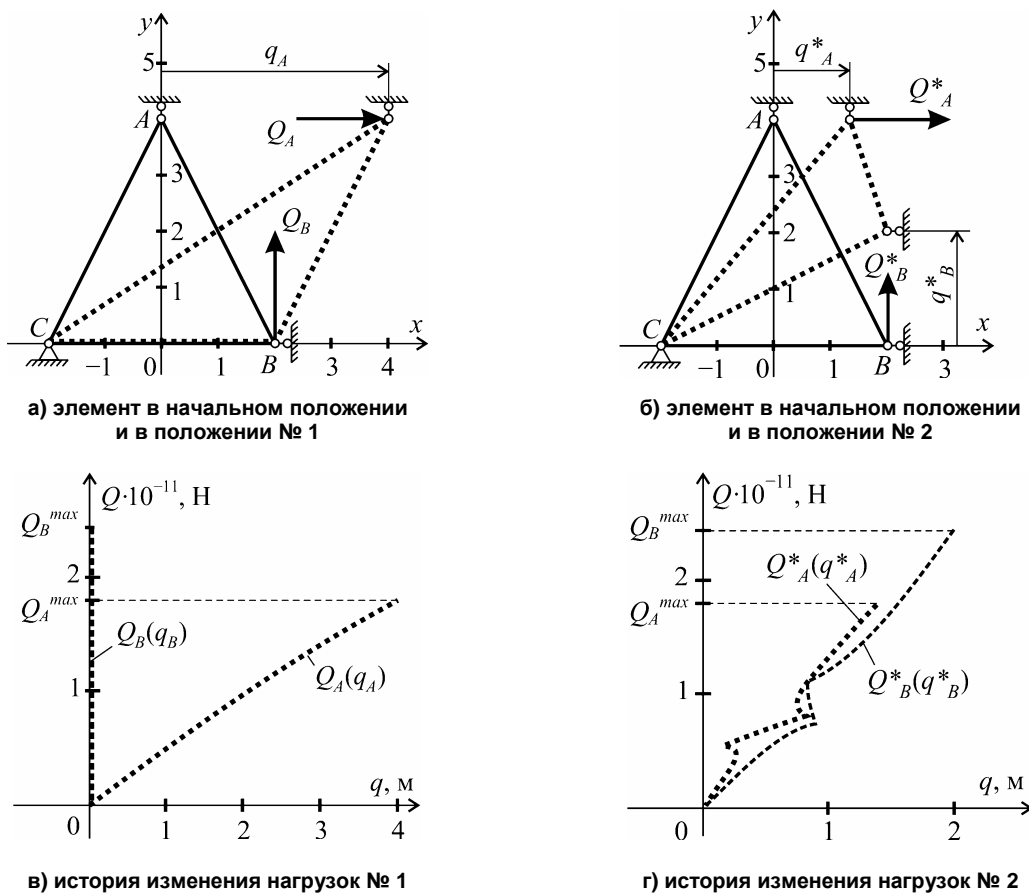 y
5
q_A
A
Q_A
3
2
Q_B
1
C
x
−1
0
1
B
3
4
а) элемент в начальном положении
и в положении № 1
y
5
q*_A
Q*_A
A
3
2
Q*_B
q*_B
1
C
x
−1
0
1
B
3
б) элемент в начальном положении
и в положении № 2
Q·10⁻¹¹, Н
Q_B^max
2
Q_A^max
Q_B(q_B)
Q_A(q_A)
1
q, м
0
1
2
3
4
в) история изменения нагрузок № 1
Q·10⁻¹¹, Н
Q_B^max
Q*_A(q*_A)
2
Q_A^max
Q*_B(q*_B)
1
q, м
0
1
2
г) история изменения нагрузок № 2